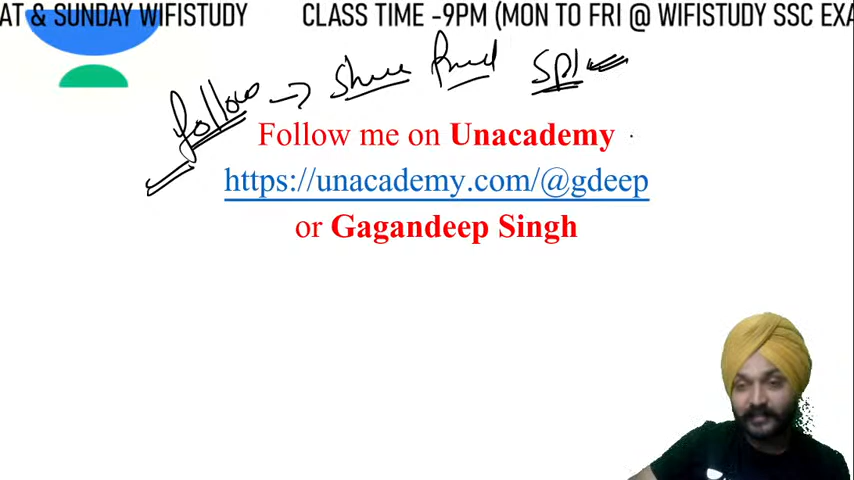 AT & SUNDAY WIFISTUDY CLASS TIME -9PM (MON TO FRI @ WIFISTUDY SSC EXA
follow → Share Spl
Follow me on Unacademy
https://unacademy.com/@gdeep
or Gagandeep Singh